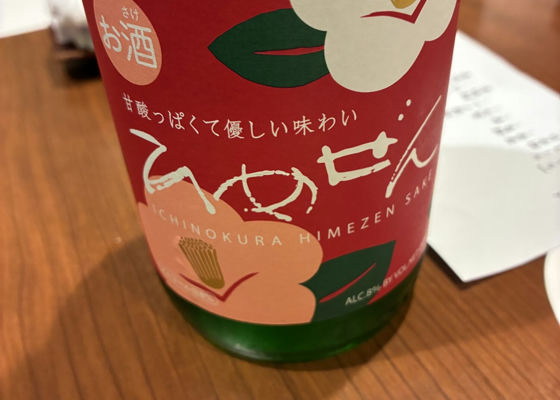 さけ
お酒
甘酸っぱくて優しい味わい
ひめぜん
ICHINOKURA HIMEZEN SAKE
ALC.8% BY VOL.